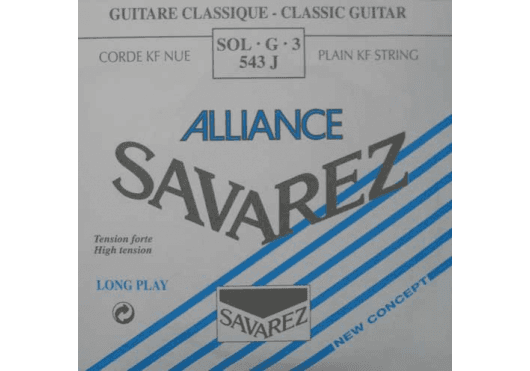 GUITARE CLASSIQUE - CLASSIC GUITAR
CORDE KF NUE
SOL · G · 3
543 J
PLAIN KF STRING
ALLIANCE
SAVAREZ
Tension forte
High tension
LONG PLAY
SAVAREZ
NEW CONCEPT